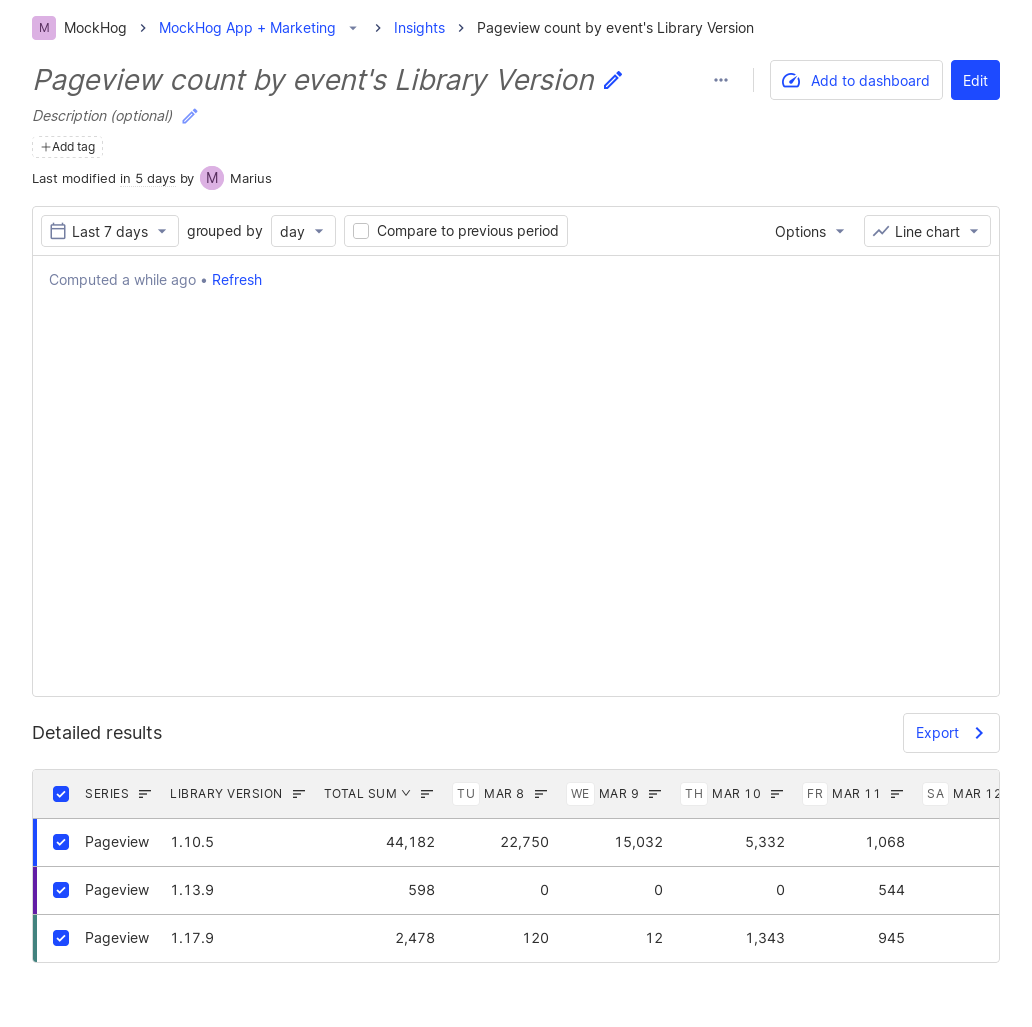 M MockHog MockHog App + Marketing Insights Pageview count by event's Library Version
Pageview count by event's Library Version
Add to dashboard
Edit
Description (optional)
Add tag
Last modified in 5 days by M Marius
Last 7 days grouped by day Compare to previous period Options Line chart
Computed a while ago • Refresh
Detailed results
Export
SERIES LIBRARY VERSION TOTAL SUM TU MAR 8 WE MAR 9 TH MAR 10 FR MAR 11 SA MAR 12
Pageview 1.10.5 44,182 22,750 15,032 5,332 1,068
Pageview 1.13.9 598 0 0 0 544
Pageview 1.17.9 2,478 120 12 1,343 945